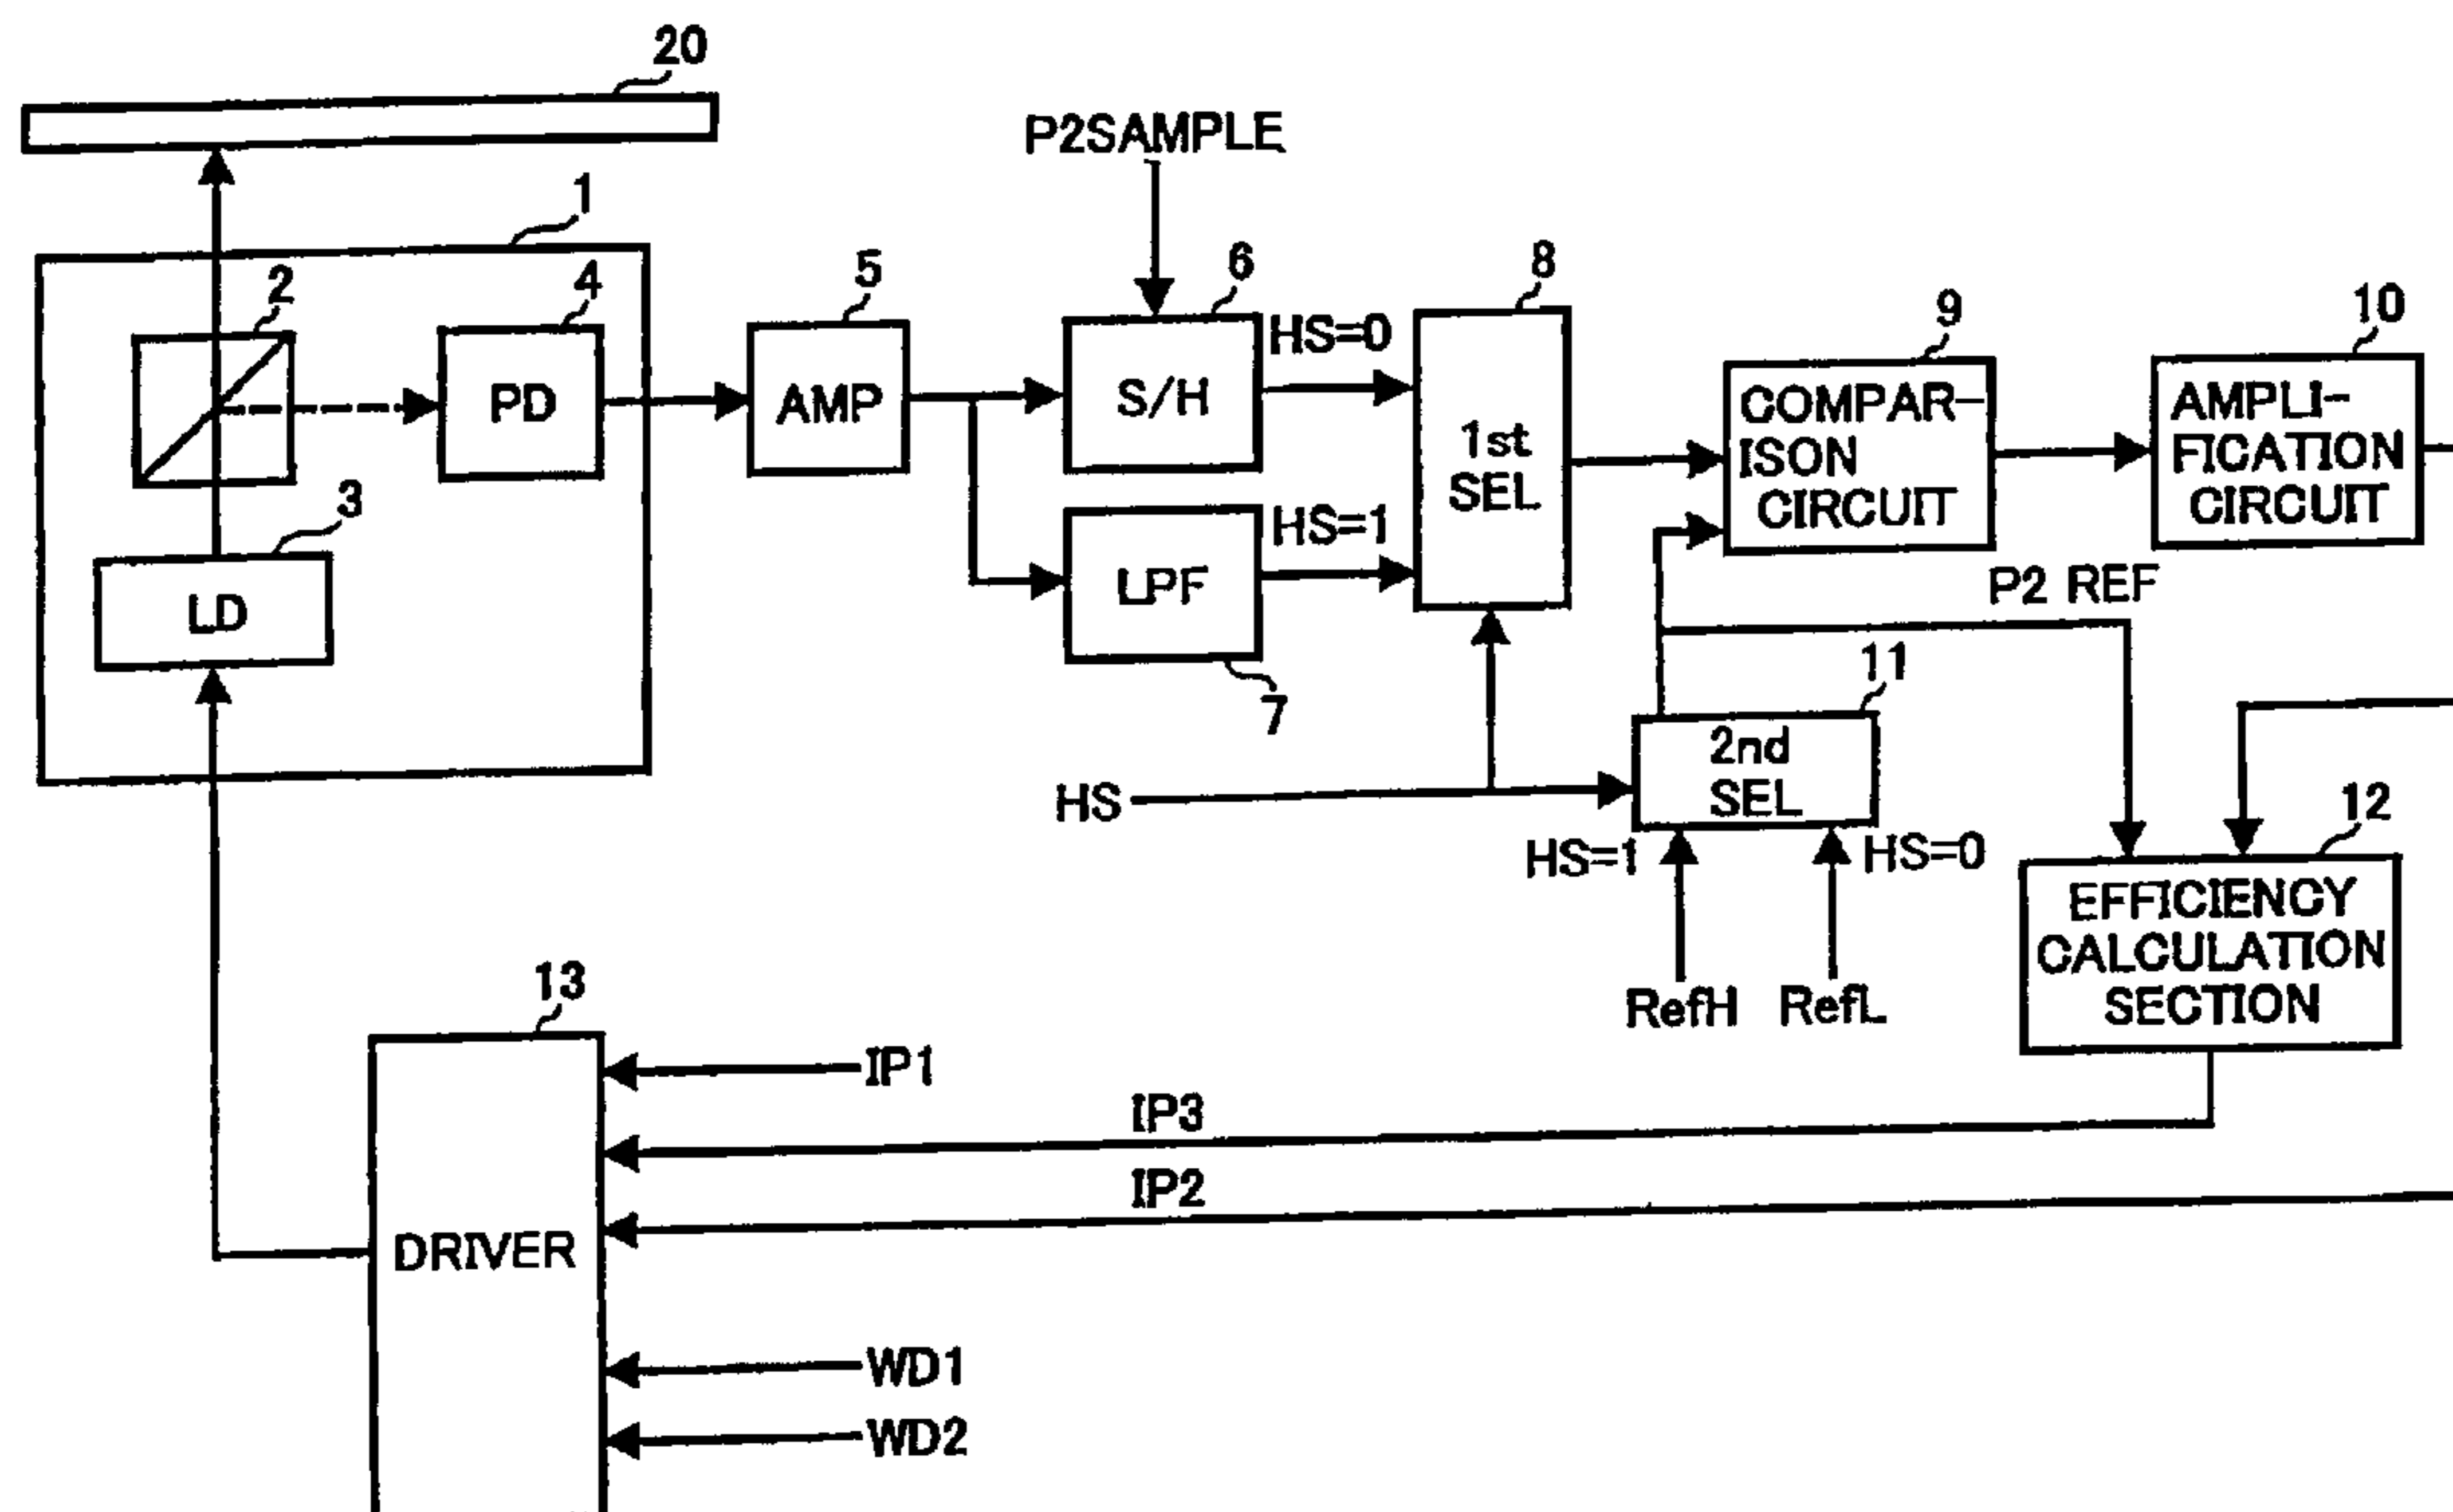 20
P2SAMPLE
1
2
4
5
6
8
9
10
HS=0
PD
AMP
S/H
1st
SEL
COMPAR-
ISON
CIRCUIT
AMPLI-
FICATION
CIRCUIT
3
HS=1
LD
LPF
7
P2 REF
11
2nd
SEL
HS
HS=1
HS=0
12
RefH
RefL
EFFICIENCY
CALCULATION
SECTION
13
IP1
IP3
IP2
DRIVER
WD1
WD2